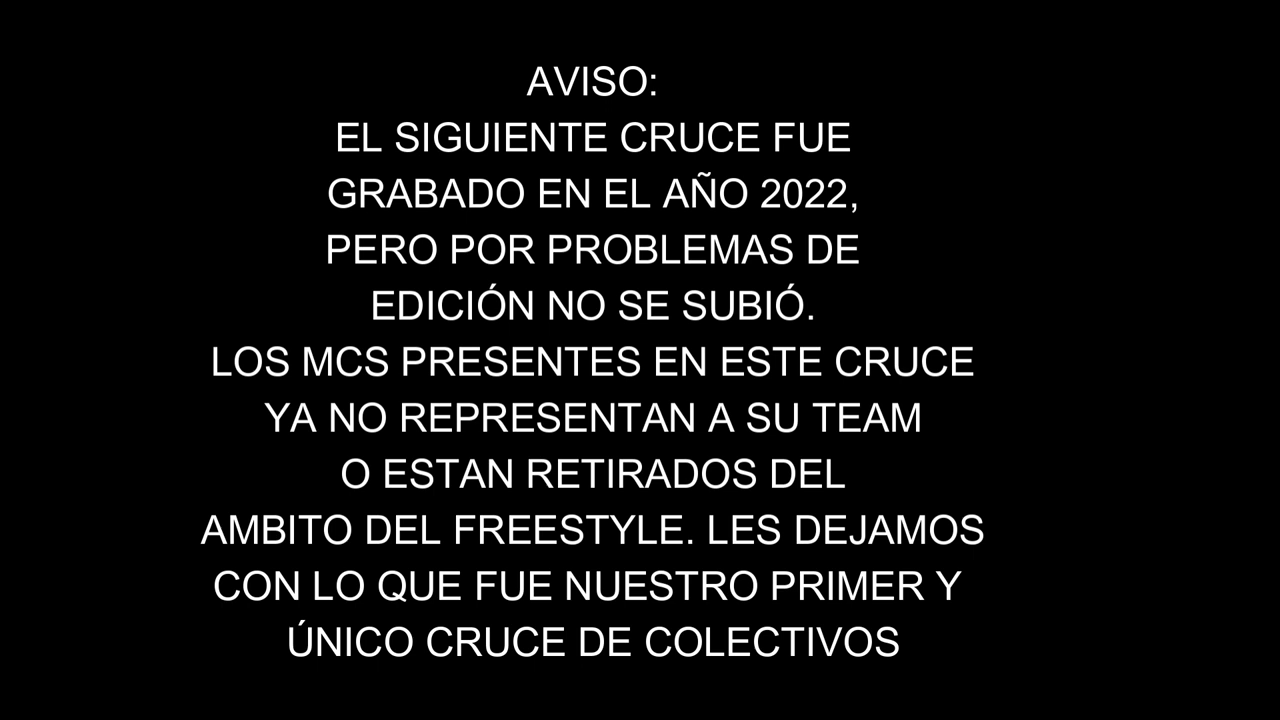 AVISO:
EL SIGUIENTE CRUCE FUE
GRABADO EN EL AÑO 2022,
PERO POR PROBLEMAS DE
EDICIÓN NO SE SUBIÓ.
LOS MCS PRESENTES EN ESTE CRUCE
YA NO REPRESENTAN A SU TEAM
O ESTAN RETIRADOS DEL
AMBITO DEL FREESTYLE. LES DEJAMOS
CON LO QUE FUE NUESTRO PRIMER Y
ÚNICO CRUCE DE COLECTIVOS